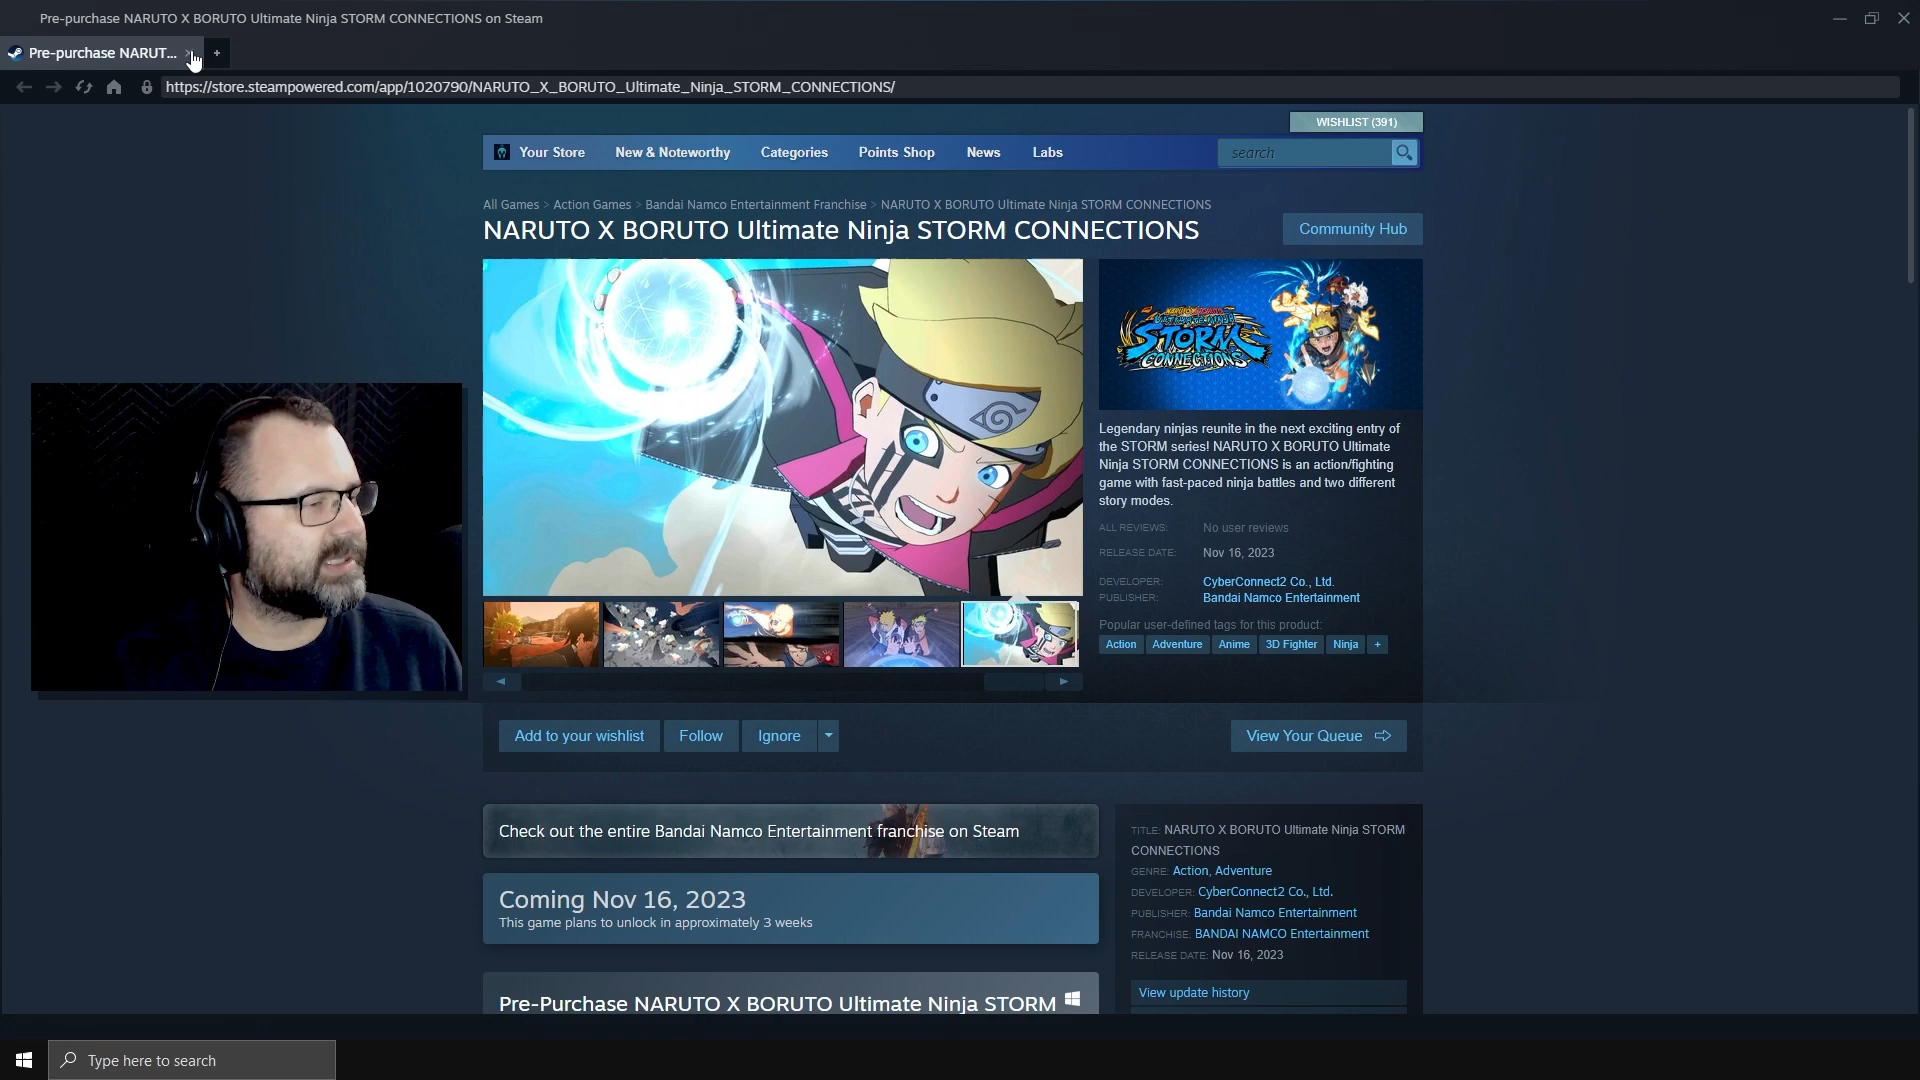 Pre-purchase NARUTO X BORUTO Ultimate Ninja STORM CONNECTIONS on Steam
Pre-purchase NARUT...
https://store.steampowered.com/app/1020790/NARUTO_X_BORUTO_Ultimate_Ninja_STORM_CONNECTIONS/
WISHLIST (391)
Your Store New & Noteworthy Categories Points Shop News Labs search
All Games > Action Games > Bandai Namco Entertainment Franchise > NARUTO X BORUTO Ultimate Ninja STORM CONNECTIONS
NARUTO X BORUTO Ultimate Ninja STORM CONNECTIONS
Community Hub
NARUTO X BORUTO
ULTIMATE NINJA
STORM
CONNECTIONS
Legendary ninjas reunite in the next exciting entry of
the STORM series! NARUTO X BORUTO Ultimate
Ninja STORM CONNECTIONS is an action/fighting
game with fast-paced ninja battles and two different
story modes.
ALL REVIEWS: No user reviews
RELEASE DATE: Nov 16, 2023
DEVELOPER: CyberConnect2 Co., Ltd.
PUBLISHER: Bandai Namco Entertainment
Popular user-defined tags for this product:
Action Adventure Anime 3D Fighter Ninja +
Add to your wishlist Follow Ignore
View Your Queue
Check out the entire Bandai Namco Entertainment franchise on Steam
Coming Nov 16, 2023
This game plans to unlock in approximately 3 weeks
Pre-Purchase NARUTO X BORUTO Ultimate Ninja STORM
TITLE: NARUTO X BORUTO Ultimate Ninja STORM
CONNECTIONS
GENRE: Action, Adventure
DEVELOPER: CyberConnect2 Co., Ltd.
PUBLISHER: Bandai Namco Entertainment
FRANCHISE: BANDAI NAMCO Entertainment
RELEASE DATE: Nov 16, 2023
View update history
Type here to search